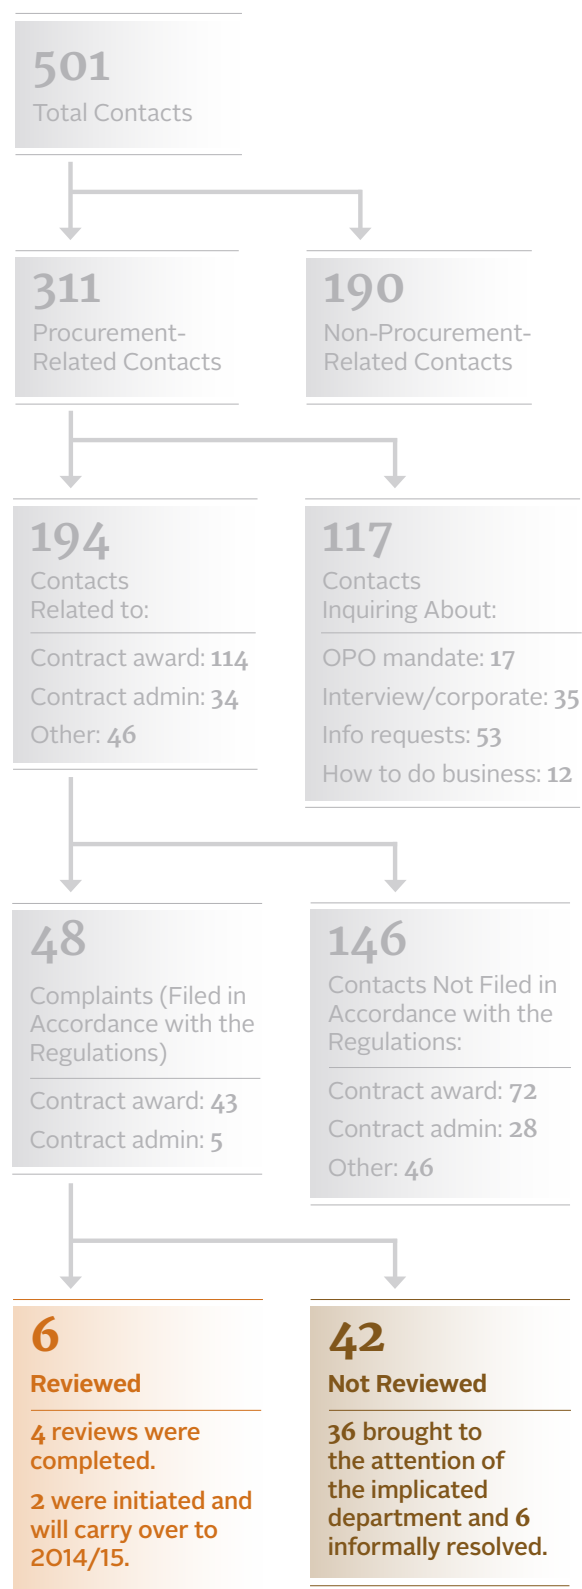 501
Total Contacts
311
Procurement-
Related Contacts
190
Non-Procurement-
Related Contacts
194
Contacts
Related to:
Contract award: 114
Contract admin: 34
Other: 46
117
Contacts
Inquiring About:
OPO mandate: 17
Interview/corporate: 35
Info requests: 53
How to do business: 12
48
Complaints (Filed in
Accordance with the
Regulations)
Contract award: 43
Contract admin: 5
146
Contacts Not Filed in
Accordance with the
Regulations:
Contract award: 72
Contract admin: 28
Other: 46
6
Reviewed
4 reviews were
completed.
2 were initiated and
will carry over to
2014/15.
42
Not Reviewed
36 brought to
the attention of
the implicated
department and 6
informally resolved.